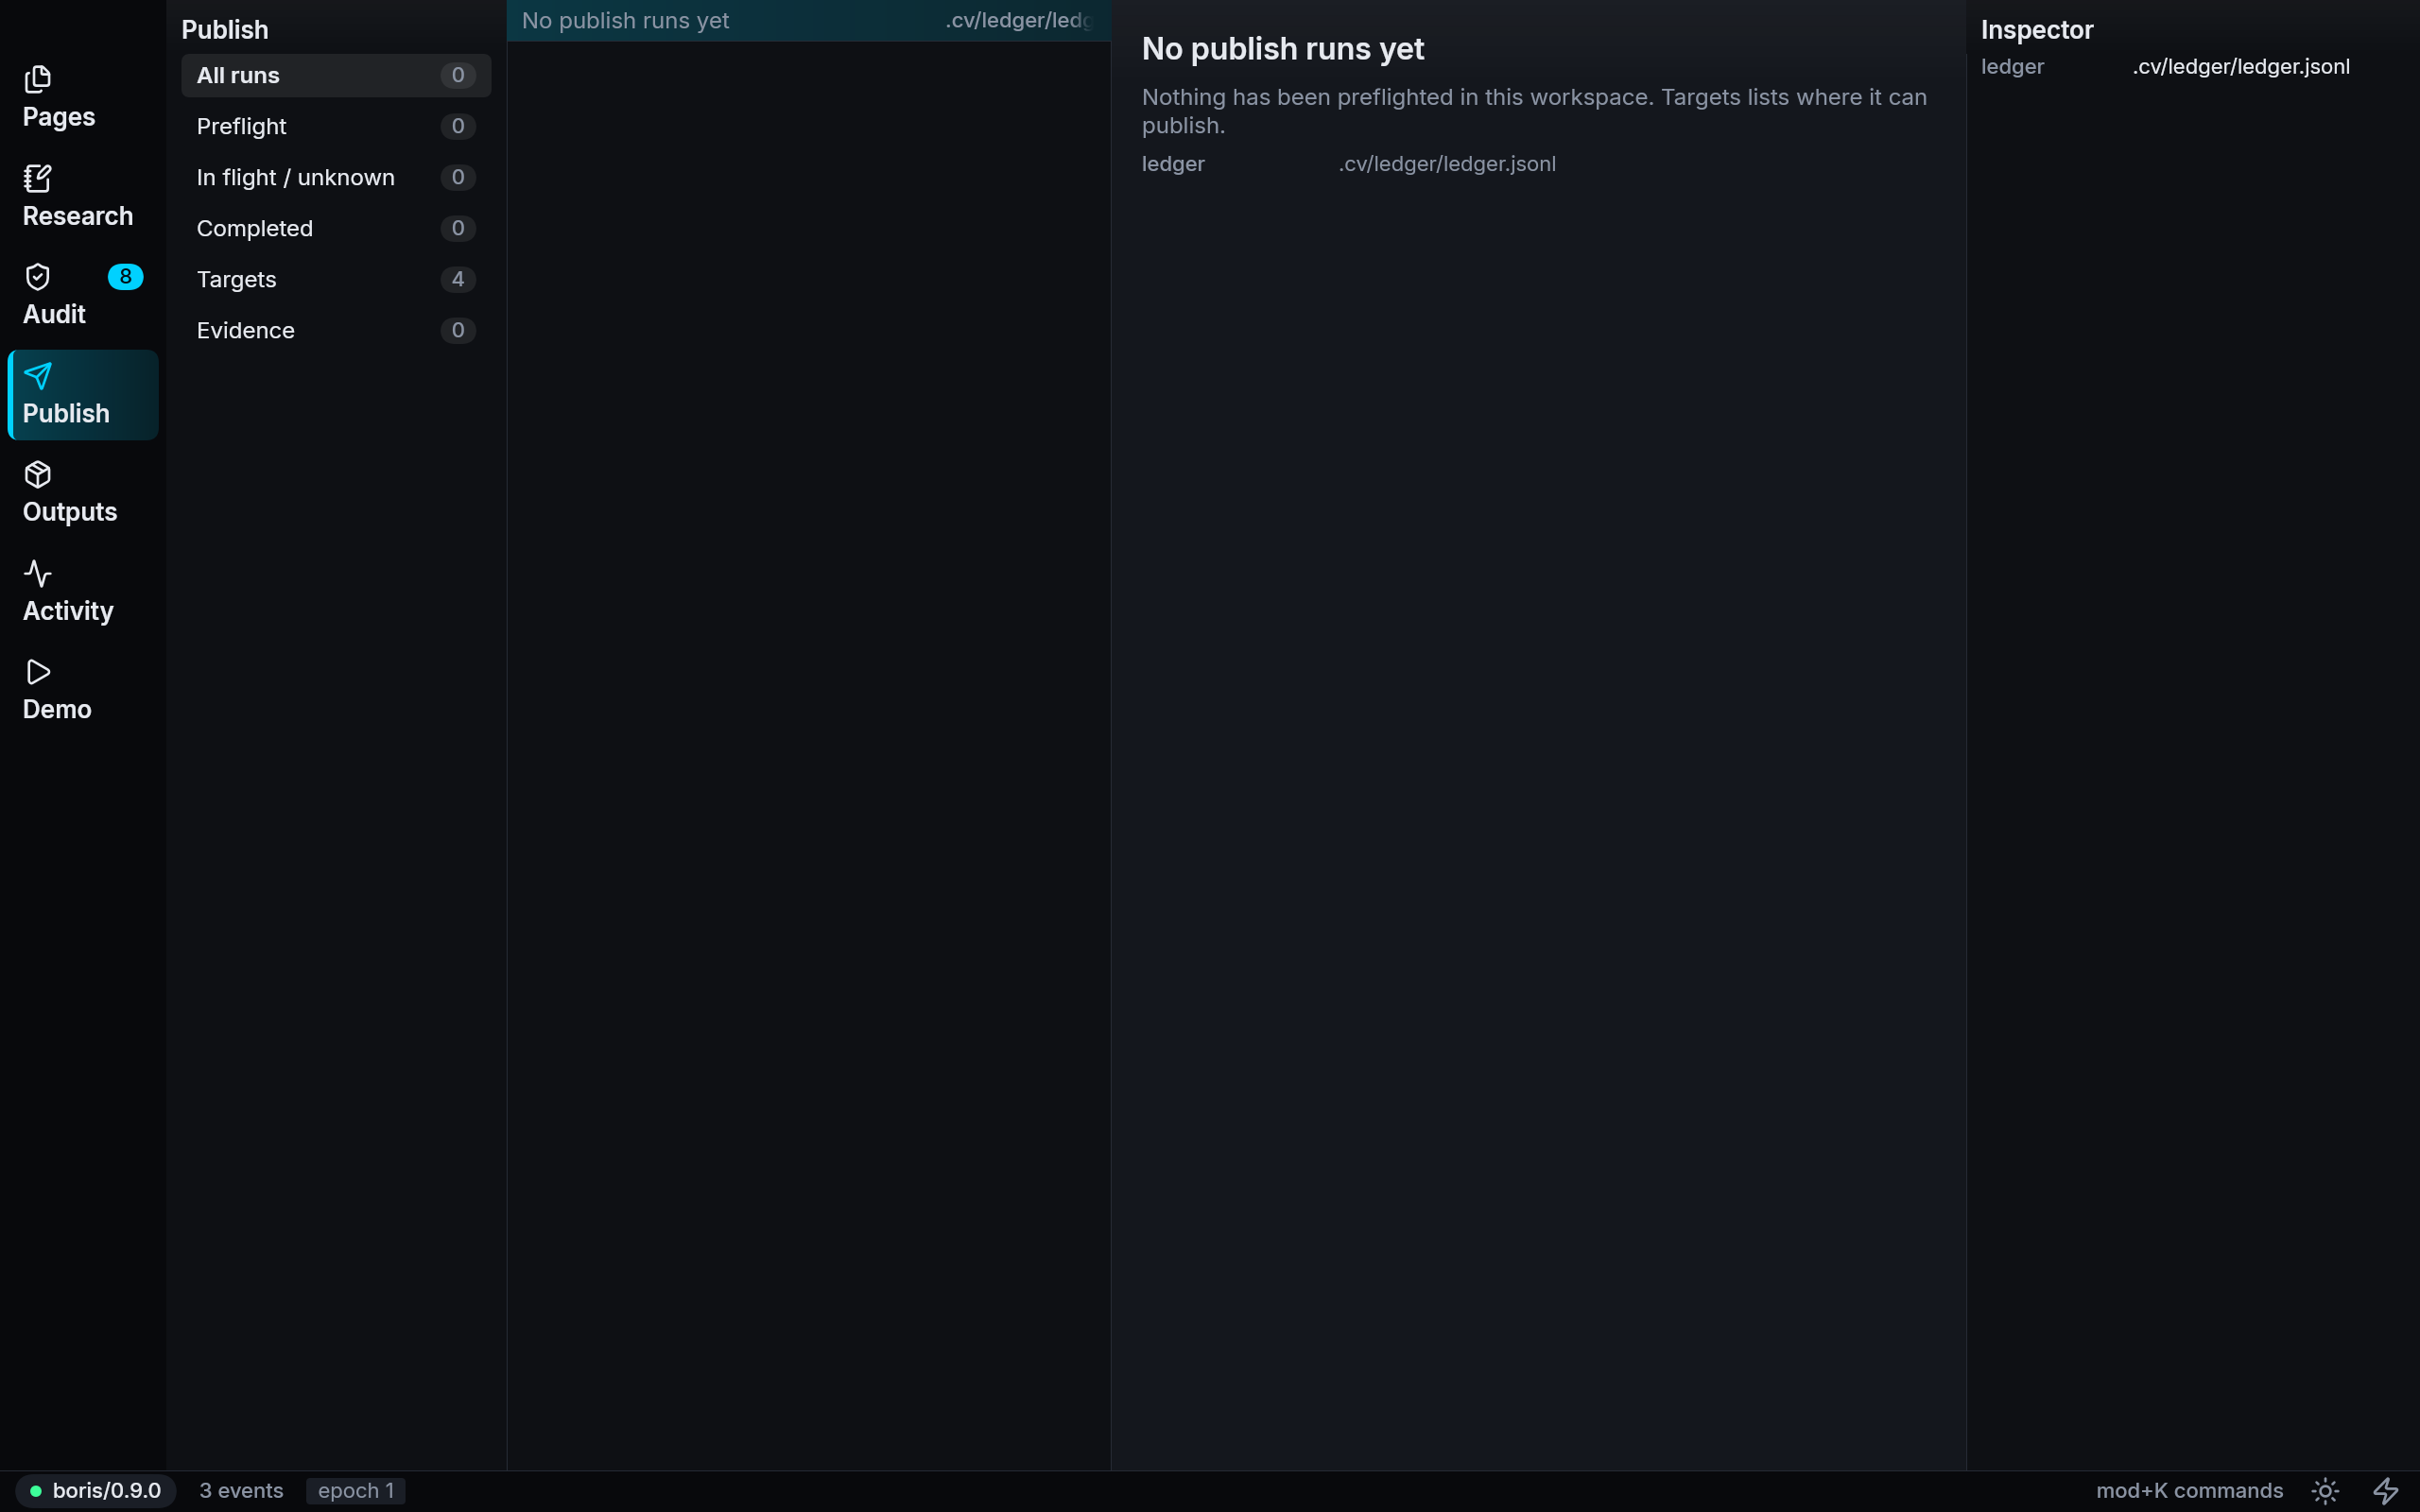 Pages
Research
8
Audit
Publish
Outputs
Activity
Demo
Publish
All runs 0
Preflight 0
In flight / unknown 0
Completed 0
Targets 4
Evidence 0
No publish runs yet .cv/ledger/ledg
No publish runs yet
Nothing has been preflighted in this workspace. Targets lists where it can
publish.
ledger .cv/ledger/ledger.jsonl
Inspector
ledger .cv/ledger/ledger.jsonl
boris/0.9.0 3 events epoch 1 mod+K commands